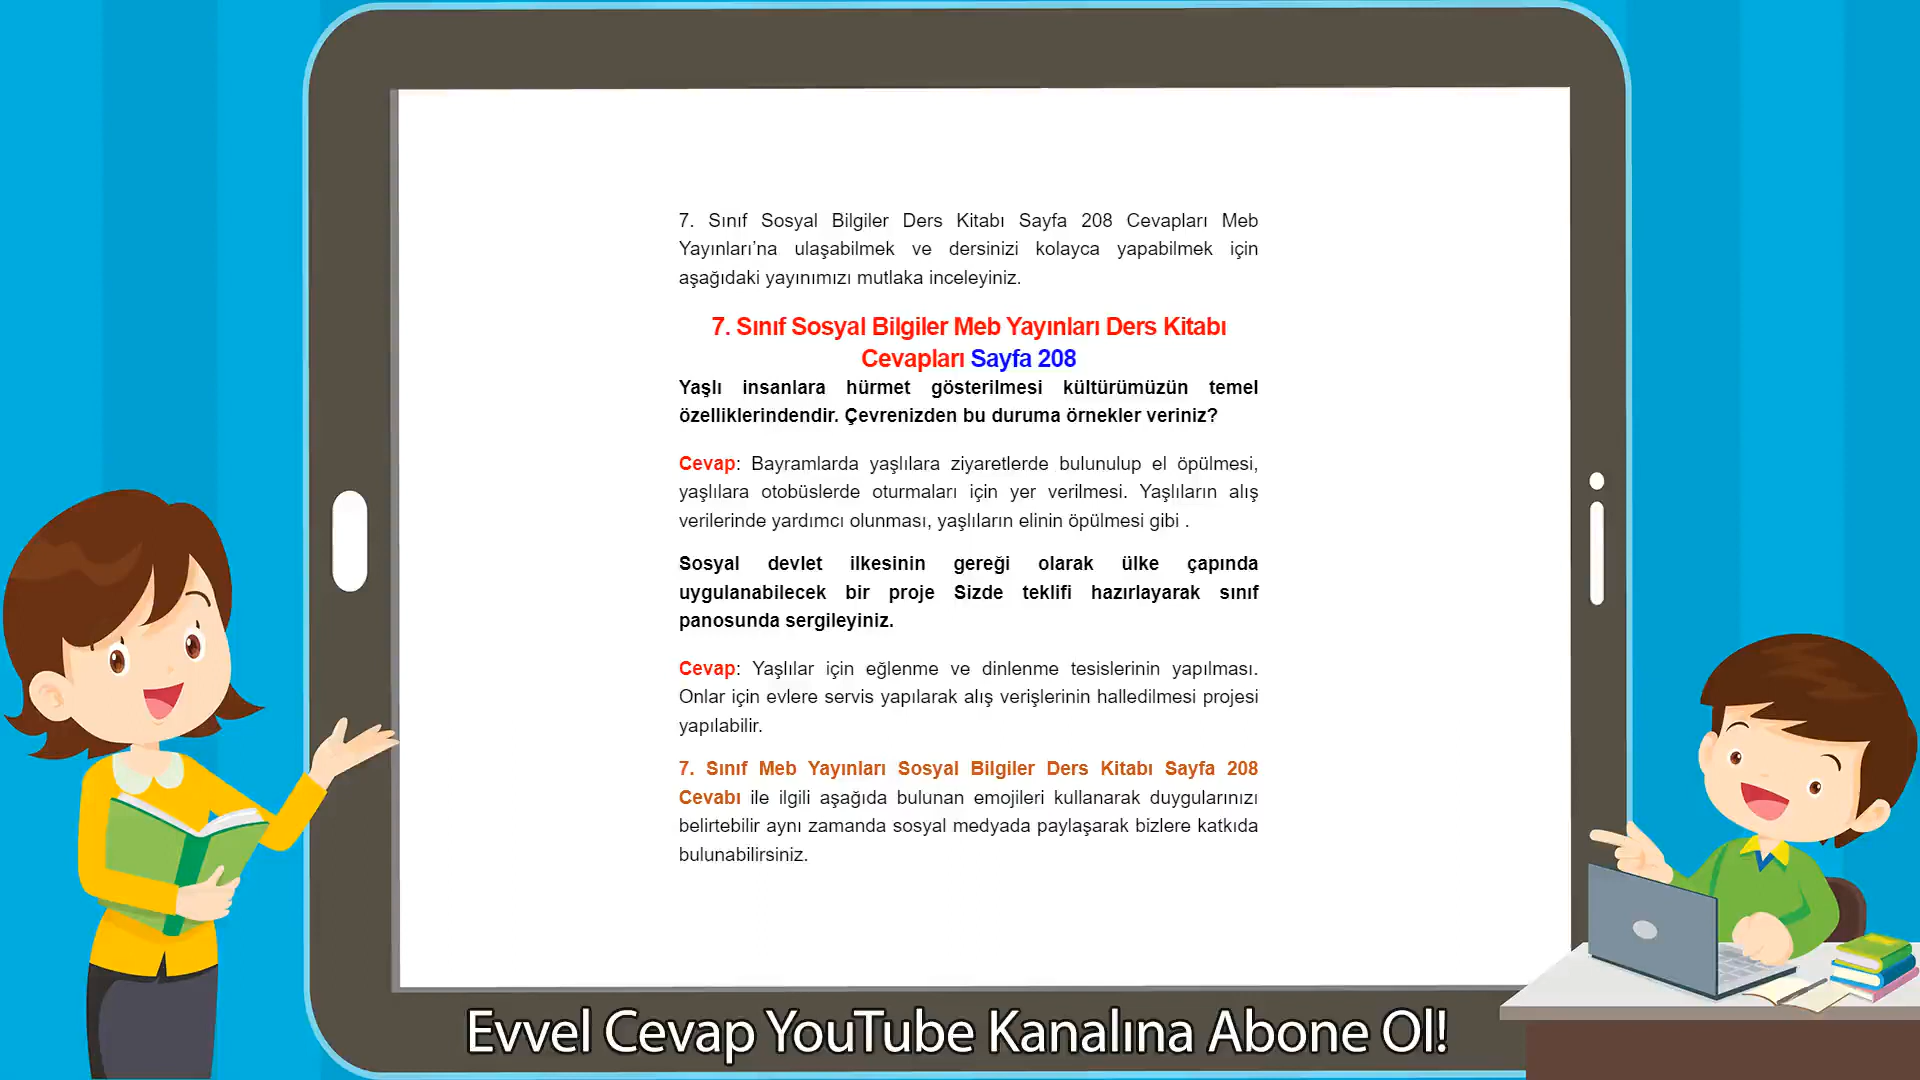 7. Sınıf Sosyal Bilgiler Ders Kitabı Sayfa 208 Cevapları Meb
Yayınları’na ulaşabilmek ve dersinizi kolayca yapabilmek için
aşağıdaki yayınımızı mutlaka inceleyiniz.
7. Sınıf Sosyal Bilgiler Meb Yayınları Ders Kitabı
Cevapları Sayfa 208
Yaşlı insanlara hürmet gösterilmesi kültürümüzün temel
özelliklerindendir. Çevrenizden bu duruma örnekler veriniz?
Cevap: Bayramlarda yaşlılara ziyaretlerde bulunulup el öpülmesi,
yaşlılara otobüslerde oturmaları için yer verilmesi. Yaşlıların alış
verilerinde yardımcı olunması, yaşlıların elinin öpülmesi gibi .
Sosyal devlet ilkesinin gereği olarak ülke çapında
uygulanabilecek bir proje Sizde teklifi hazırlayarak sınıf
panosunda sergileyiniz.
Cevap: Yaşlılar için eğlenme ve dinlenme tesislerinin yapılması.
Onlar için evlere servis yapılarak alış verişlerinin halledilmesi projesi
yapılabilir.
7. Sınıf Meb Yayınları Sosyal Bilgiler Ders Kitabı Sayfa 208
Cevabı ile ilgili aşağıda bulunan emojileri kullanarak duygularınızı
belirtebilir aynı zamanda sosyal medyada paylaşarak bizlere katkıda
bulunabilirsiniz.
Evvel Cevap YouTube Kanalına Abone Ol!